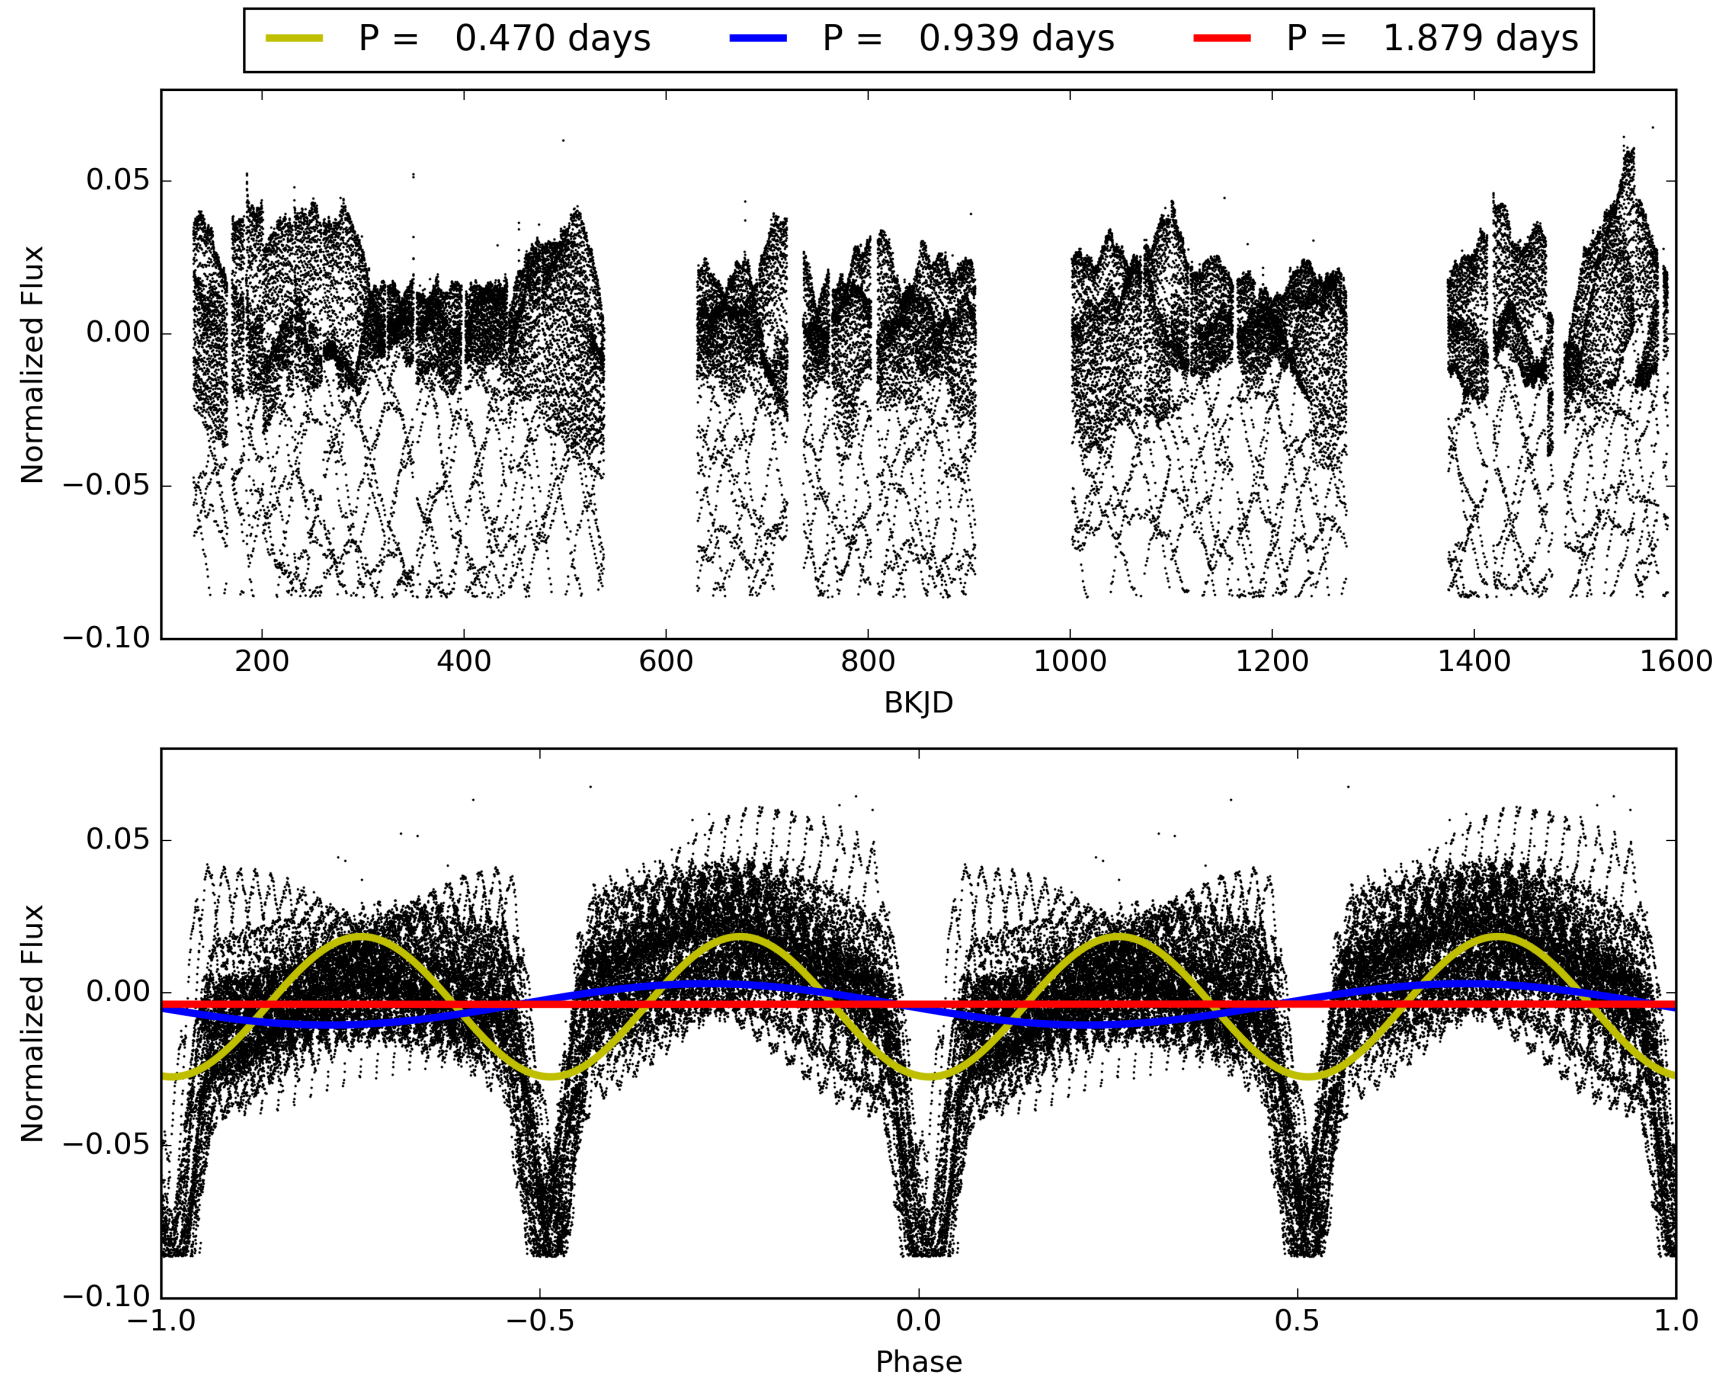 P = 0.470 days P = 0.939 days P = 1.879 days
0.05
0.00
−0.05
−0.10
Normalized Flux
200 400 600 800 1000 1200 1400 1600
BKJD
0.05
0.00
−0.05
−0.10
Normalized Flux
−1.0 −0.5 0.0 0.5 1.0
Phase